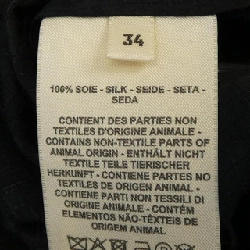 34
100% SOIE - SILK - SEIDE - SETA -
SEDA
CONTIENT DES PARTIES NON
TEXTILES D'ORIGINE ANIMALE -
CONTAINS NON-TEXTILE PARTS OF
ANIMAL ORIGIN - ENTHÄLT NICHT
TEXTILE TEILE TIERISCHER
HERKUNFT - CONTIENE PARTES NO
TEXTILES DE ORIGEN ANIMAL -
CONTIENE PARTI NON TESSILI DI
ORIGINE ANIMALE - CONTÉM
ELEMENTOS NÃO-TÊXTEIS DE
ORIGEM ANIMAL